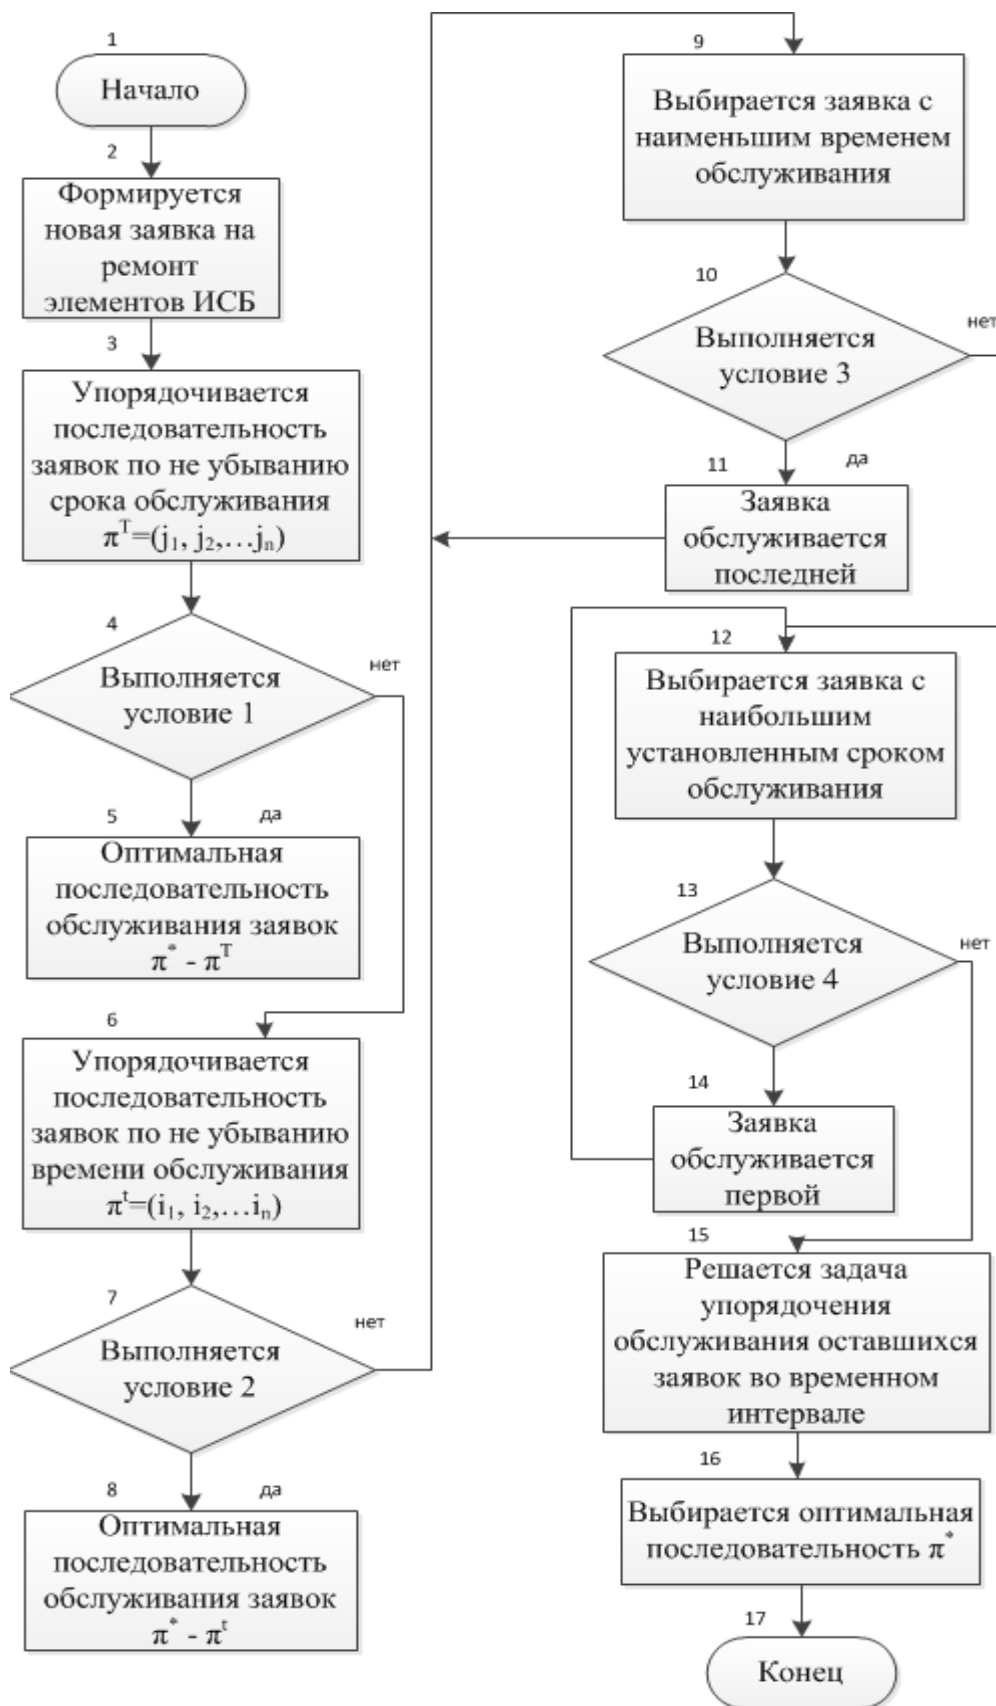 1
Начало
2
Формируется
новая заявка на
ремонт
элементов ИСБ
3
Упорядочивается
последовательность
заявок по не убыванию
срока обслуживания
π^T=(j₁, j₂,...jₙ)
4
Выполняется
условие 1
нет
5
да
Оптимальная
последовательность
обслуживания заявок
π^* - π^T
6
Упорядочивается
последовательность
заявок по не убыванию
времени обслуживания
π^t=(i₁, i₂,...iₙ)
7
Выполняется
условие 2
нет
8
да
Оптимальная
последовательность
обслуживания заявок
π^* - π^t
9
Выбирается заявка с
наименьшим временем
обслуживания
10
Выполняется
условие 3
нет
11
да
Заявка
обслуживается
последней
12
Выбирается заявка с
наибольшим
установленным сроком
обслуживания
13
Выполняется
условие 4
нет
14
Заявка
обслуживается
первой
15
Решается задача
упорядочения
обслуживания оставшихся
заявок во временном
интервале
16
Выбирается оптимальная
последовательность π^*
17
Конец